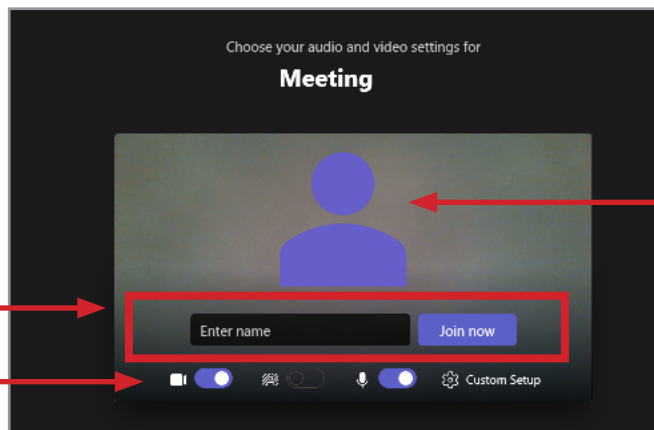 Choose your audio and video settings for
Meeting
Enter name
Join now
Custom Setup